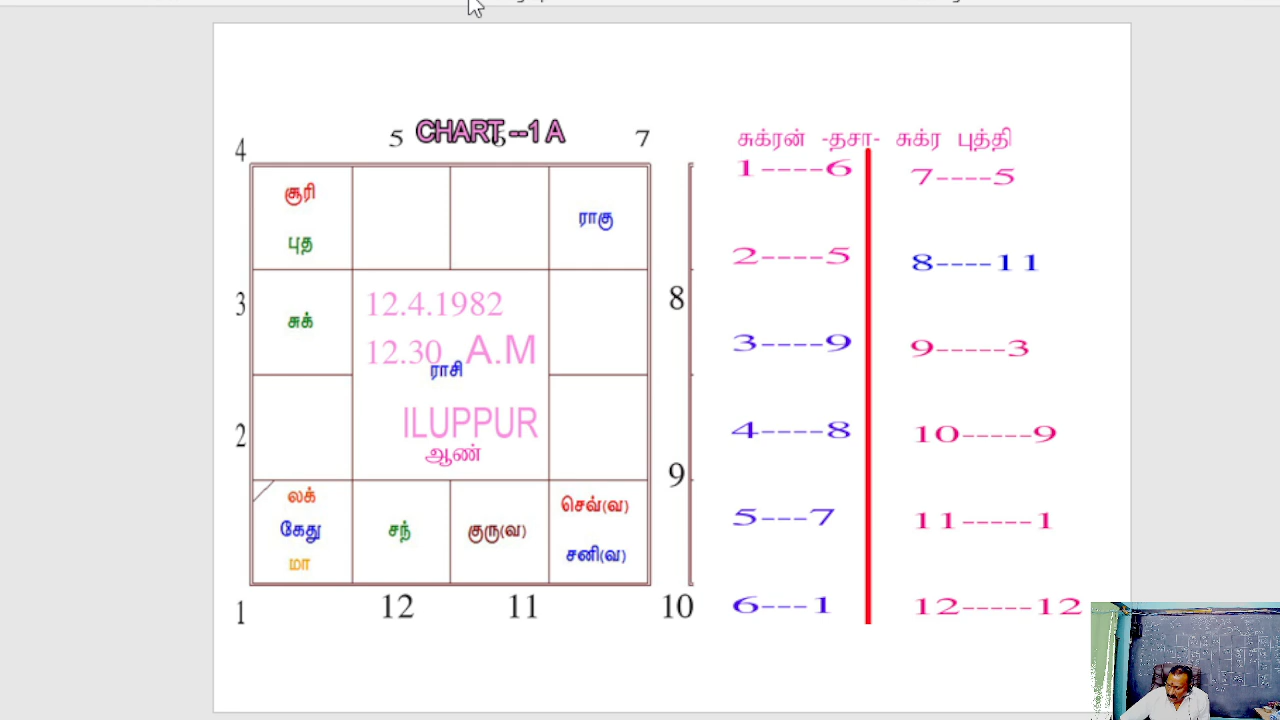 CHART --1 A
4 5 6 7
சூரி
புத
ராகு
3
சுக்
12.4.1982
12.30 A.M
ராசி
8
2
ILUPPUR
ஆண்
9
லக்
கேது
மா
சந்
குரு(வ)
செவ்(வ)
சனி(வ)
1 12 11 10
சுக்ரன் -தசா- சுக்ர புத்தி
1----6 7----5
2----5 8----11
3----9 9-----3
4----8 10-----9
5---7 11-----1
6---1 12-----12